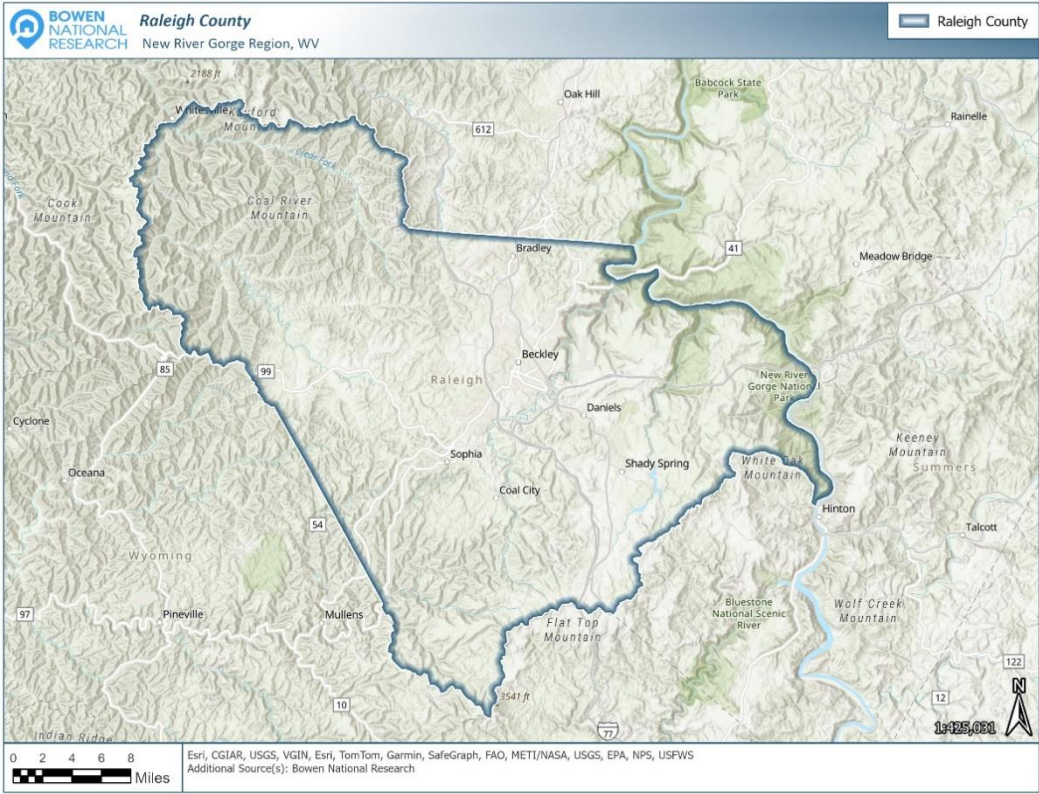 BOWEN
NATIONAL
RESEARCH
Raleigh County
New River Gorge Region, WV
Raleigh County
2188 ft
Whitesville
Mountain
Clear Fork
Oak Hill
612
Babcock State
Park
Rainelle
Cook
Mountain
Coal River
Mountain
Bradley
41
Meadow Bridge
Beckley
85
99
Raleigh
New River
Gorge National
Park
Daniels
Cyclone
Keeney
Mountain
Summers
Sophia
Oceana
Shady Spring
White Oak
Mountain
Coal City
Hinton
54
Talcott
Wyoming
97
Pineville
Mullens
Flat Top
Mountain
Bluestone
National Scenic
River
Wolf Creek
Mountain
122
3541 ft
12
10
77
N
1:425,031
Indian Ridge
0 2 4 6 8
Miles
Esri, CGIAR, USGS, VGIN, Esri, TomTom, Garmin, SafeGraph, FAO, METI/NASA, USGS, EPA, NPS, USFWS
Additional Source(s): Bowen National Research